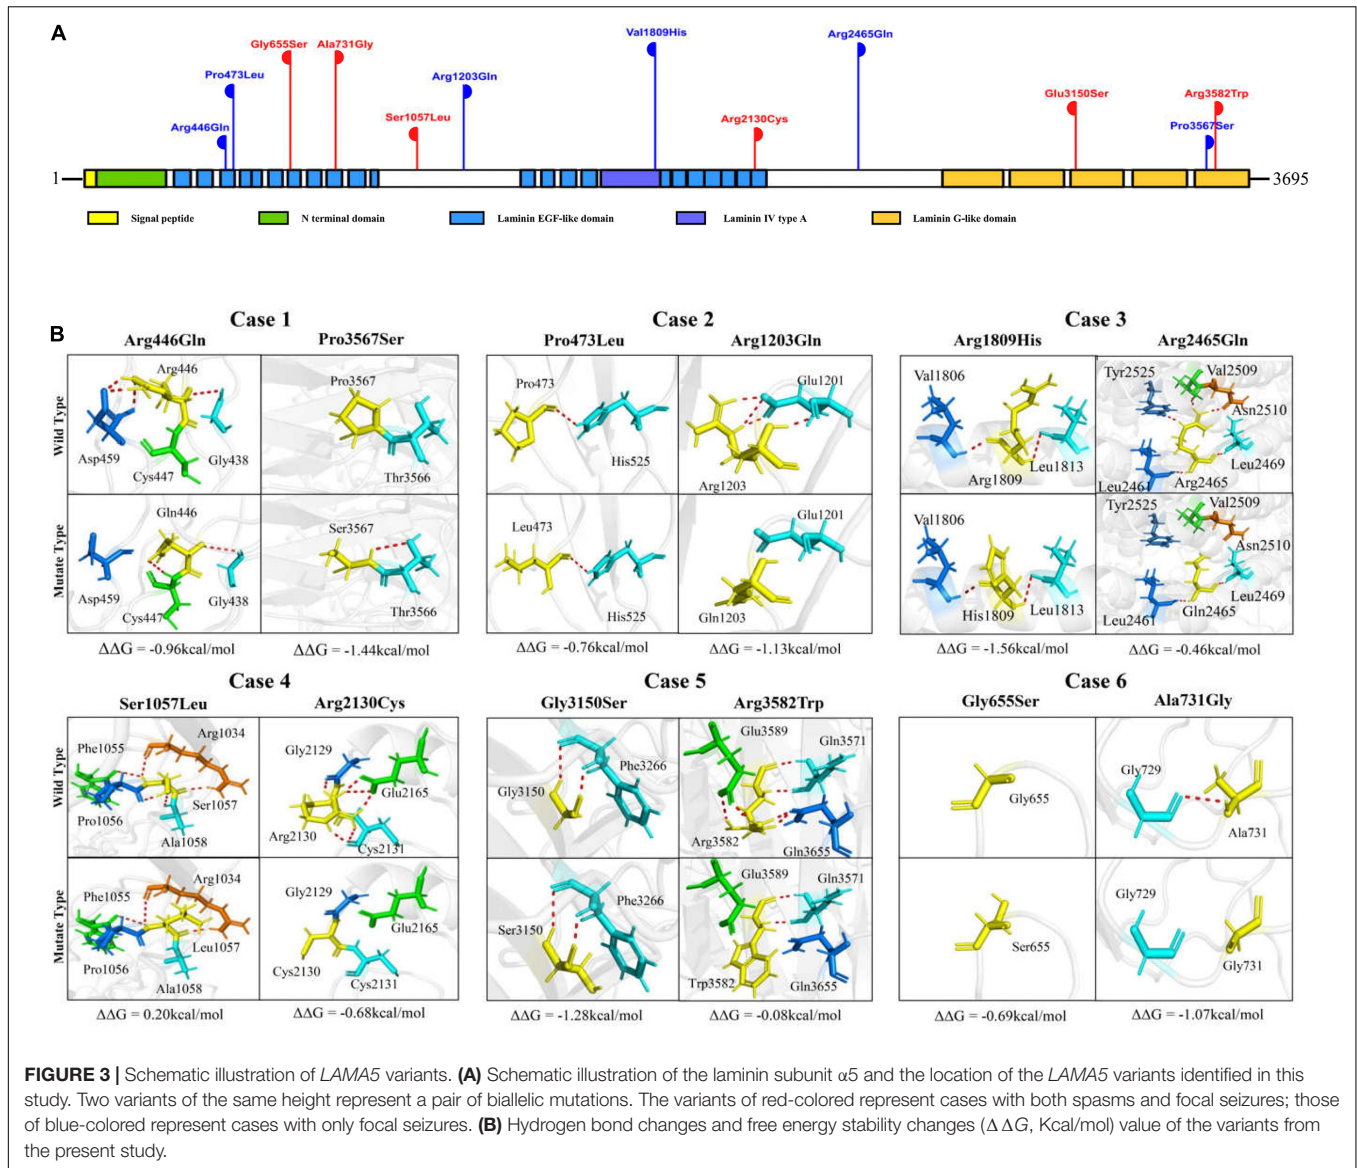 A
Val1809His
Arg2465Gln
Gly655Ser Ala731Gly
Pro473Leu
Arg1203Gln
Glu3150Ser
Arg3582Trp
Arg446Gln
Ser1057Leu
Arg2130Cys
Pro3567Ser
1
3695
Signal peptide
N terminal domain
Laminin EGF-like domain
Laminin IV type A
Laminin G-like domain
B
Case 1
Arg446Gln Pro3567Ser
Wild Type
Arg446
Asp459
Cys447
Gly438
Pro3567
Thr3566
Mutate Type
Gln446
Asp459
Cys447
Gly438
Ser3567
Thr3566
ΔΔG = -0.96kcal/mol ΔΔG = -1.44kcal/mol
Case 2
Pro473Leu Arg1203Gln
Pro473
His525
Glu1201
Arg1203
Leu473
His525
Glu1201
Gln1203
ΔΔG = -0.76kcal/mol ΔΔG = -1.13kcal/mol
Case 3
Arg1809His Arg2465Gln
Val1806
Arg1809
Leu1813
Tyr2525
Val2509
Asn2510
Leu2469
Leu2461
Arg2465
Val1806
His1809
Leu1813
Tyr2525
Val2509
Asn2510
Leu2469
Leu2461
Gln2465
ΔΔG = -1.56kcal/mol ΔΔG = -0.46kcal/mol
Case 4
Ser1057Leu Arg2130Cys
Wild Type
Arg1034
Phe1055
Ser1057
Pro1056
Ala1058
Gly2129
Glu2165
Arg2130
Cys2131
Mutate Type
Arg1034
Phe1055
Leu1057
Pro1056
Ala1058
Gly2129
Glu2165
Cys2130
Cys2131
ΔΔG = 0.20kcal/mol ΔΔG = -0.68kcal/mol
Case 5
Gly3150Ser Arg3582Trp
Gly3150
Phe3266
Glu3589
Gln3571
Arg3582
Gln3655
Ser3150
Phe3266
Glu3589
Gln3571
Trp3582
Gln3655
ΔΔG = -1.28kcal/mol ΔΔG = -0.08kcal/mol
Case 6
Gly655Ser Ala731Gly
Gly655
Gly729
Ala731
Ser655
Gly729
Gly731
ΔΔG = -0.69kcal/mol ΔΔG = -1.07kcal/mol
FIGURE 3 | Schematic illustration of LAMA5 variants. (A) Schematic illustration of the laminin subunit α5 and the location of the LAMA5 variants identified in this
study. Two variants of the same height represent a pair of biallelic mutations. The variants of red-colored represent cases with both spasms and focal seizures; those
of blue-colored represent cases with only focal seizures. (B) Hydrogen bond changes and free energy stability changes (Δ ΔG, Kcal/mol) value of the variants from
the present study.